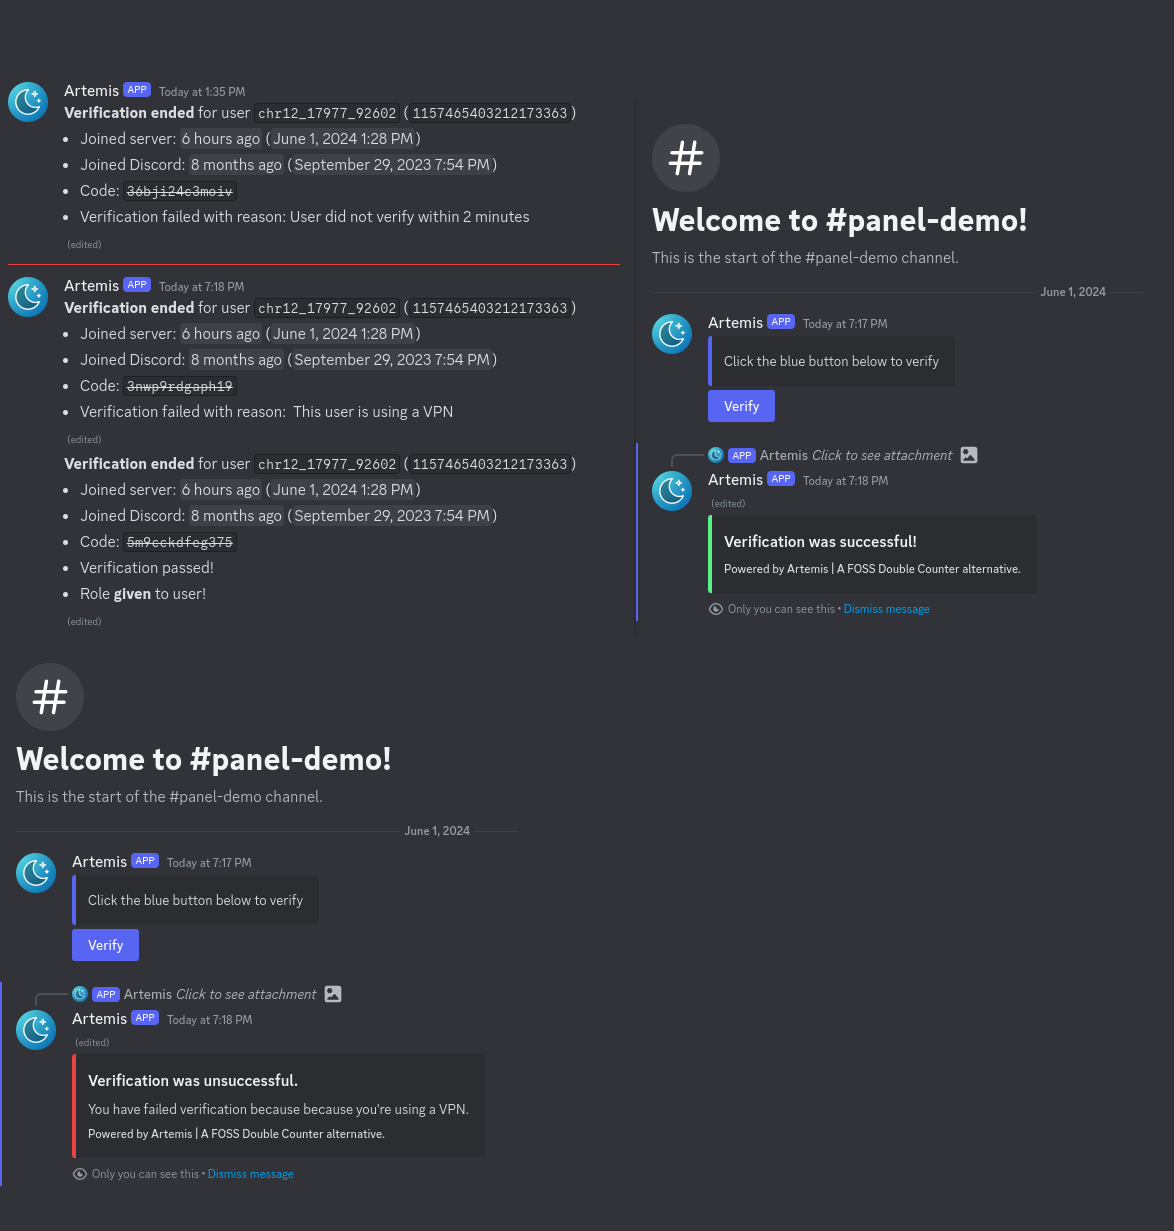 Artemis APP Today at 1:35 PM
Verification ended for user chr12_17977_92602 (1157465403212173363)
• Joined server: 6 hours ago (June 1, 2024 1:28 PM)
• Joined Discord: 8 months ago (September 29, 2023 7:54 PM)
• Code: 36bji24c3moiv
• Verification failed with reason: User did not verify within 2 minutes
(edited)
Artemis APP Today at 7:18 PM
Verification ended for user chr12_17977_92602 (1157465403212173363)
• Joined server: 6 hours ago (June 1, 2024 1:28 PM)
• Joined Discord: 8 months ago (September 29, 2023 7:54 PM)
• Code: 3nwp9rdgaph19
• Verification failed with reason: This user is using a VPN
(edited)
Verification ended for user chr12_17977_92602 (1157465403212173363)
• Joined server: 6 hours ago (June 1, 2024 1:28 PM)
• Joined Discord: 8 months ago (September 29, 2023 7:54 PM)
• Code: 5m9cckdfeg375
• Verification passed!
• Role given to user!
(edited)
#
Welcome to #panel-demo!
This is the start of the #panel-demo channel.
June 1, 2024
Artemis APP Today at 7:17 PM
Click the blue button below to verify
Verify
APP Artemis Click to see attachment
Artemis APP Today at 7:18 PM
(edited)
Verification was successful!
Powered by Artemis | A FOSS Double Counter alternative.
Only you can see this • Dismiss message
#
Welcome to #panel-demo!
This is the start of the #panel-demo channel.
June 1, 2024
Artemis APP Today at 7:17 PM
Click the blue button below to verify
Verify
APP Artemis Click to see attachment
Artemis APP Today at 7:18 PM
(edited)
Verification was unsuccessful.
You have failed verification because because you're using a VPN.
Powered by Artemis | A FOSS Double Counter alternative.
Only you can see this • Dismiss message